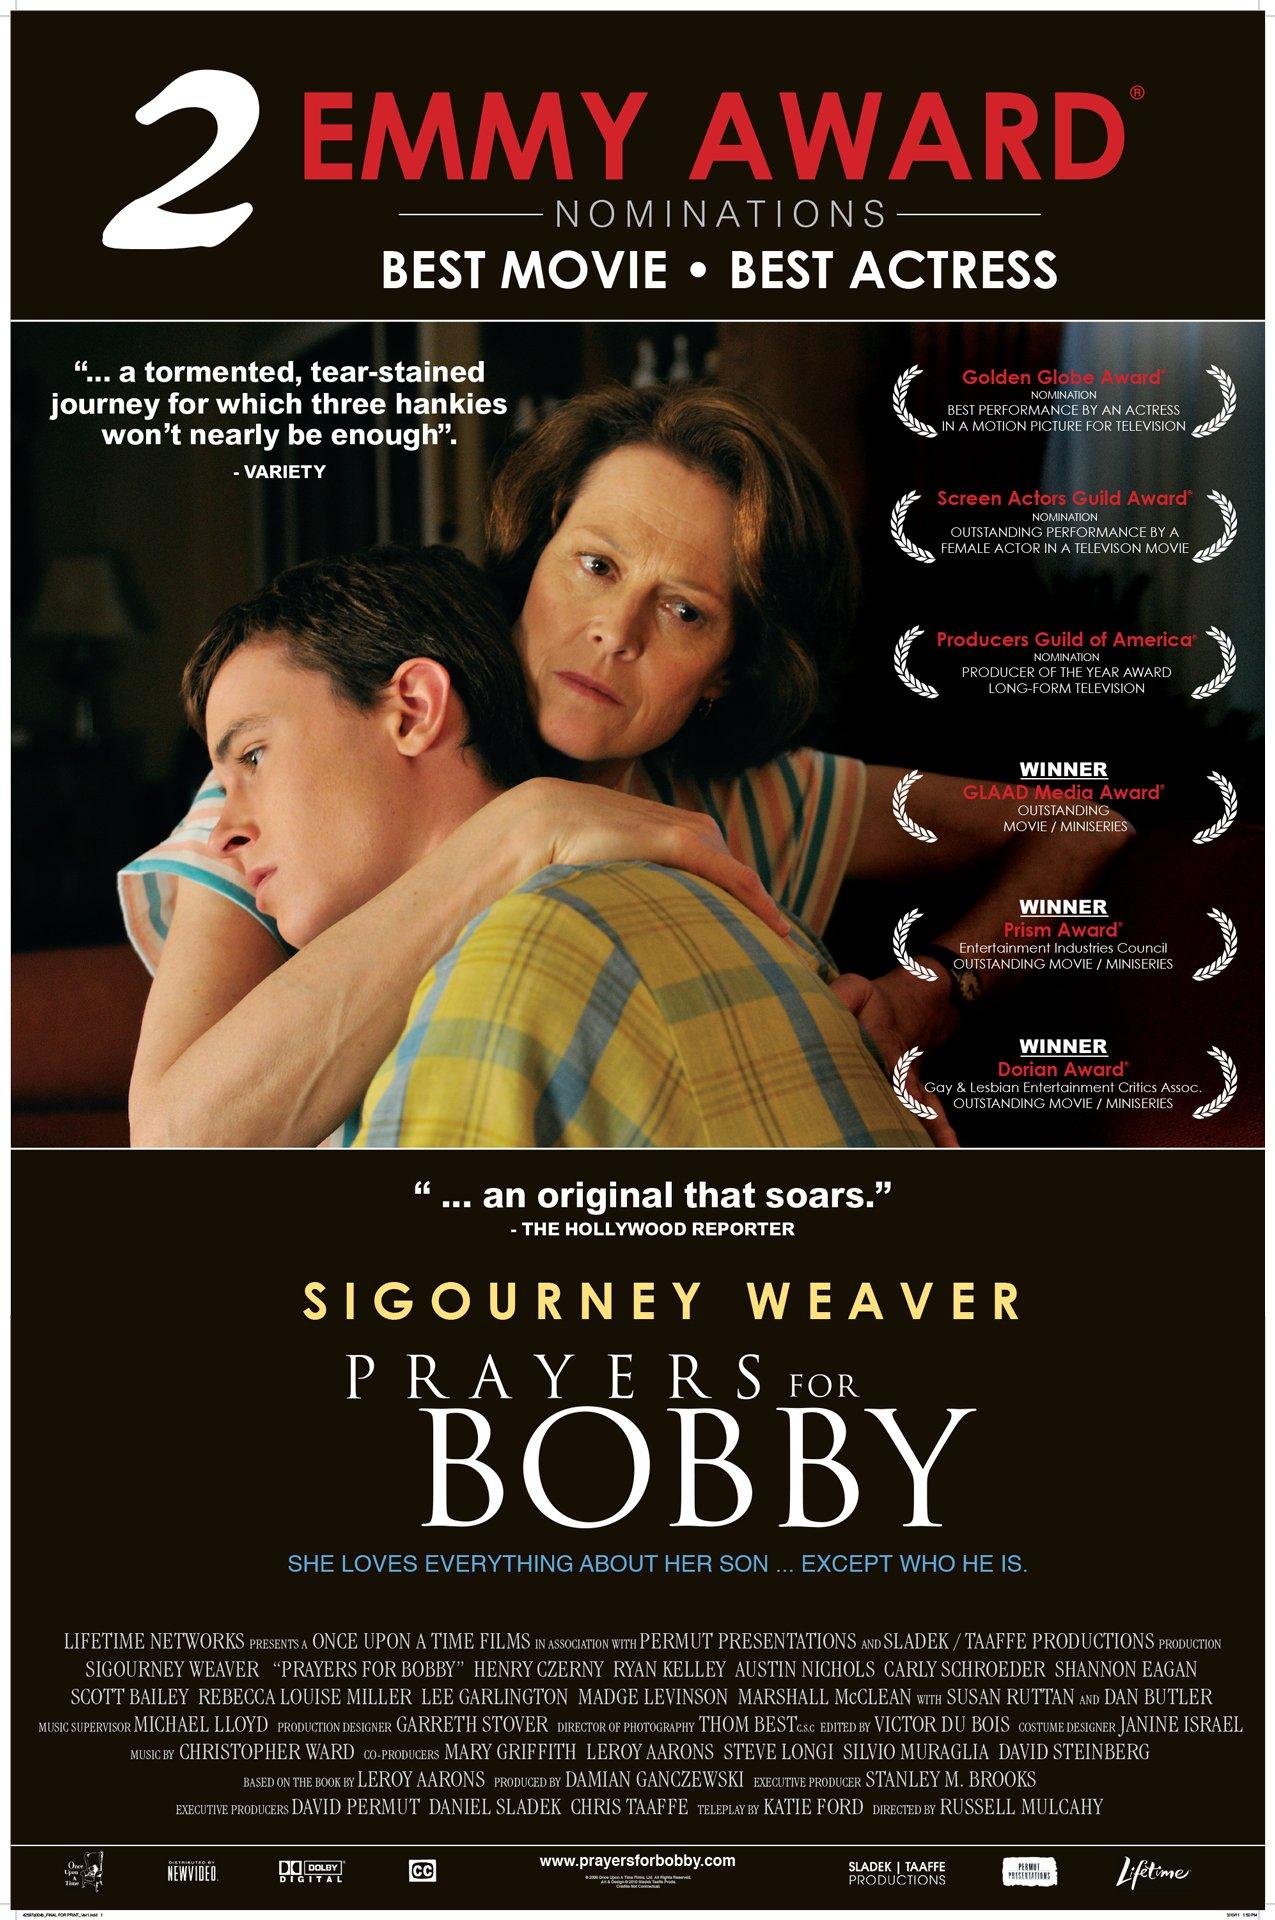 2 EMMY AWARD®
NOMINATIONS
BEST MOVIE • BEST ACTRESS
“... a tormented, tear-stained
journey for which three hankies
won’t nearly be enough”.
- VARIETY
Golden Globe Award®
NOMINATION
BEST PERFORMANCE BY AN ACTRESS
IN A MOTION PICTURE FOR TELEVISION
Screen Actors Guild Award®
NOMINATION
OUTSTANDING PERFORMANCE BY A
FEMALE ACTOR IN A TELEVISON MOVIE
Producers Guild of America®
NOMINATION
PRODUCER OF THE YEAR AWARD
LONG-FORM TELEVISION
WINNER
GLAAD Media Award®
OUTSTANDING
MOVIE / MINISERIES
WINNER
Prism Award®
Entertainment Industries Council
OUTSTANDING MOVIE / MINISERIES
WINNER
Dorian Award®
Gay & Lesbian Entertainment Critics Assoc.
OUTSTANDING MOVIE / MINISERIES
“ ... an original that soars.”
- THE HOLLYWOOD REPORTER
SIGOURNEY WEAVER
PRAYERS FOR
BOBBY
SHE LOVES EVERYTHING ABOUT HER SON ... EXCEPT WHO HE IS.
LIFETIME NETWORKS PRESENTS A ONCE UPON A TIME FILMS IN ASSOCIATION WITH PERMUT PRESENTATIONS AND SLADEK / TAAFFE PRODUCTIONS PRODUCTION
SIGOURNEY WEAVER “PRAYERS FOR BOBBY” HENRY CZERNY RYAN KELLEY AUSTIN NICHOLS CARLY SCHROEDER SHANNON EAGAN
SCOTT BAILEY REBECCA LOUISE MILLER LEE GARLINGTON MADGE LEVINSON MARSHALL McCLEAN WITH SUSAN RUTTAN AND DAN BUTLER
MUSIC SUPERVISOR MICHAEL LLOYD PRODUCTION DESIGNER GARRETH STOVER DIRECTOR OF PHOTOGRAPHY THOM BEST C.S.C EDITED BY VICTOR DU BOIS COSTUME DESIGNER JANINE ISRAEL
MUSIC BY CHRISTOPHER WARD CO-PRODUCERS MARY GRIFFITH LEROY AARONS STEVE LONGI SILVIO MURAGLIA DAVID STEINBERG
BASED ON THE BOOK BY LEROY AARONS PRODUCED BY DAMIAN GANCZEWSKI EXECUTIVE PRODUCER STANLEY M. BROOKS
EXECUTIVE PRODUCERS DAVID PERMUT DANIEL SLADEK CHRIS TAAFFE TELEPLAY BY KATIE FORD DIRECTED BY RUSSELL MULCAHY
Once
Upon
A
Time
DISTRIBUTED BY
NEWVIDEO
DOLBY
DIGITAL
CC
www.prayersforbobby.com
SLADEK | TAAFFE
PRODUCTIONS
PERMUT
PRESENTATIONS
Lifetime